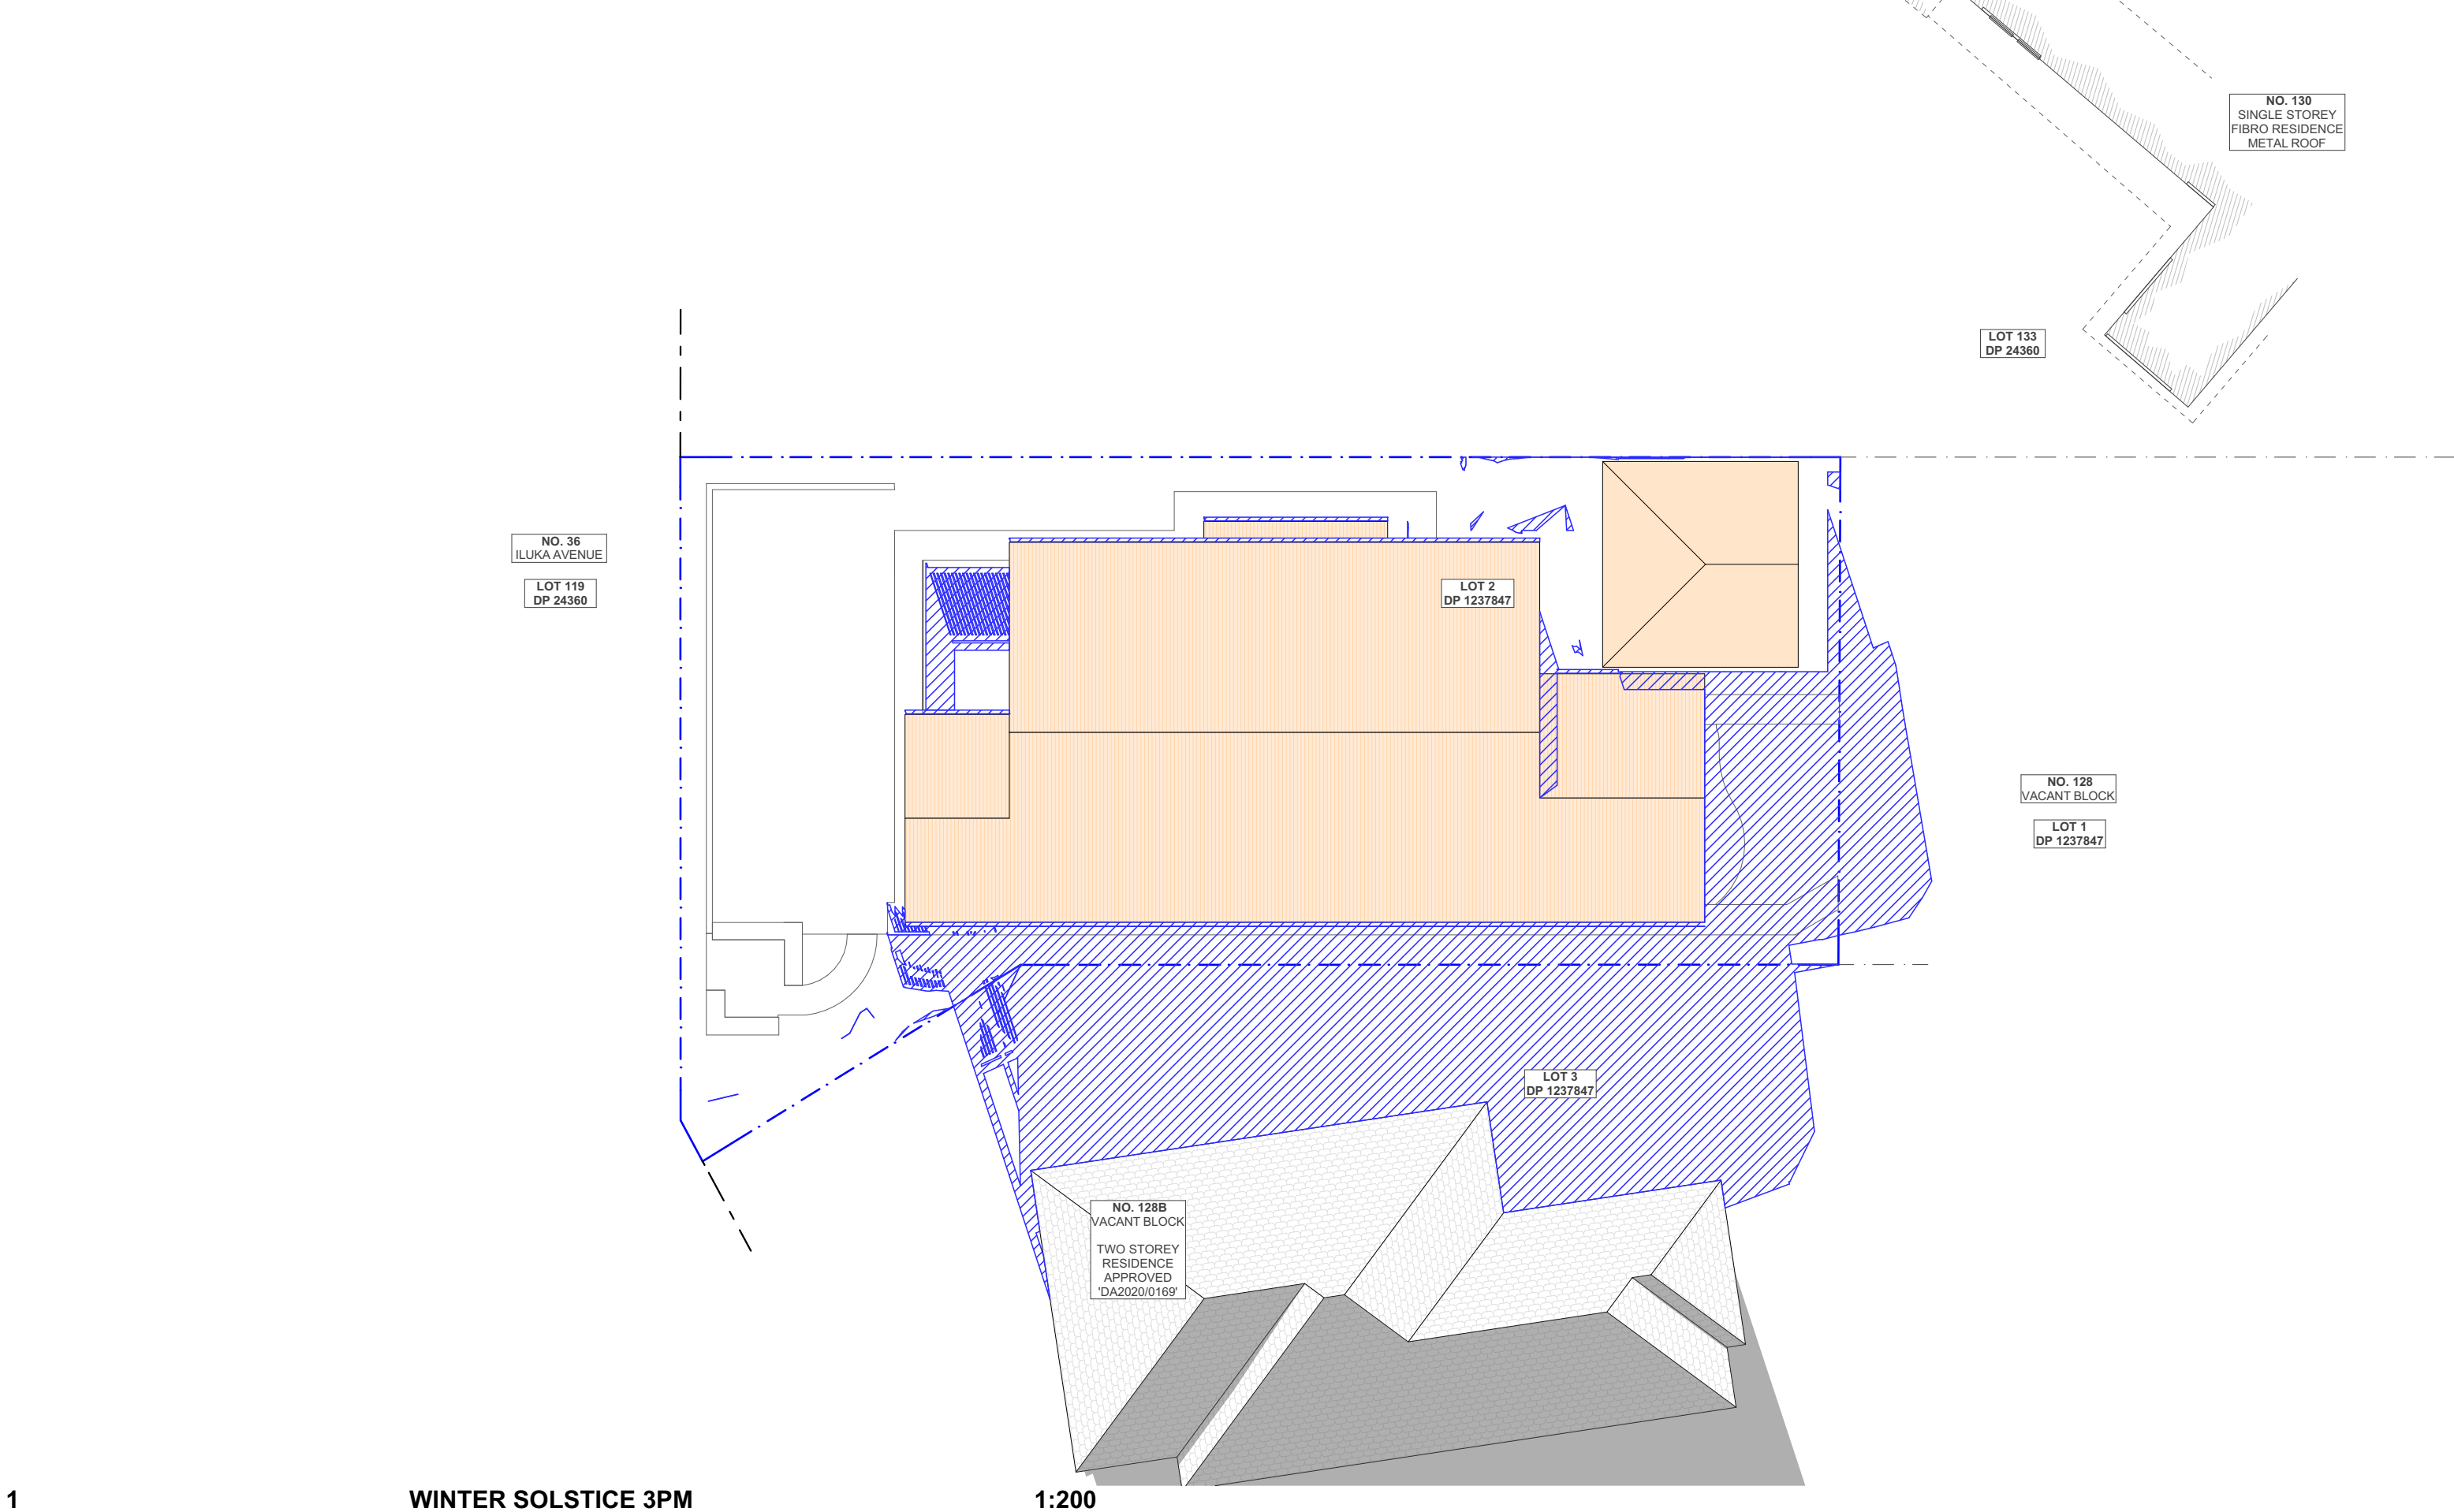 NO. 130
SINGLE STOREY
FIBRO RESIDENCE
METAL ROOF
LOT 133
DP 24360
NO. 36
ILUKA AVENUE
LOT 119
DP 24360
LOT 2
DP 1237847
NO. 128
VACANT BLOCK
LOT 1
DP 1237847
LOT 3
DP 1237847
NO. 128B
VACANT BLOCK
TWO STOREY
RESIDENCE
APPROVED
'DA2020/0169'
1
WINTER SOLSTICE 3PM
1:200